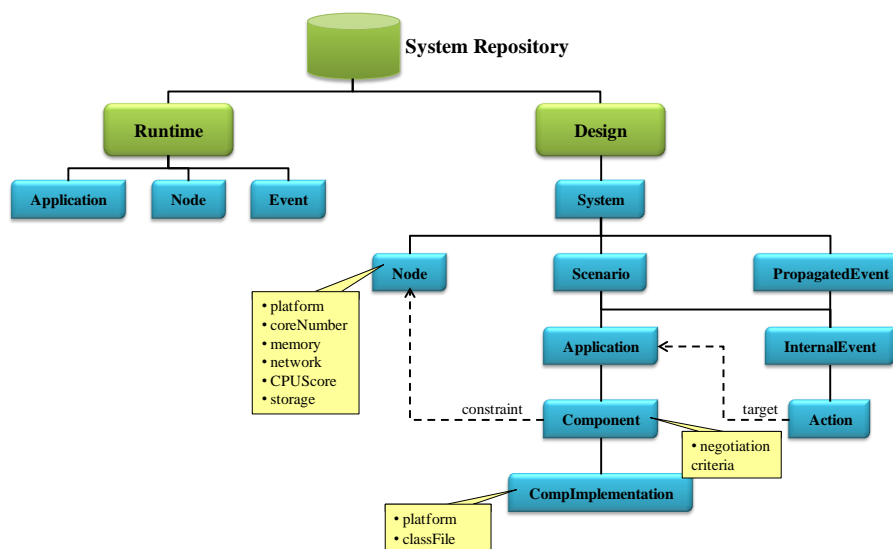 System Repository
Runtime
Design
Application
Node
Event
System
Node
Scenario
PropagatedEvent
• platform
• coreNumber
• memory
• network
• CPUScore
• storage
Application
InternalEvent
constraint
Component
target
Action
• negotiation
criteria
CompImplementation
• platform
• classFile